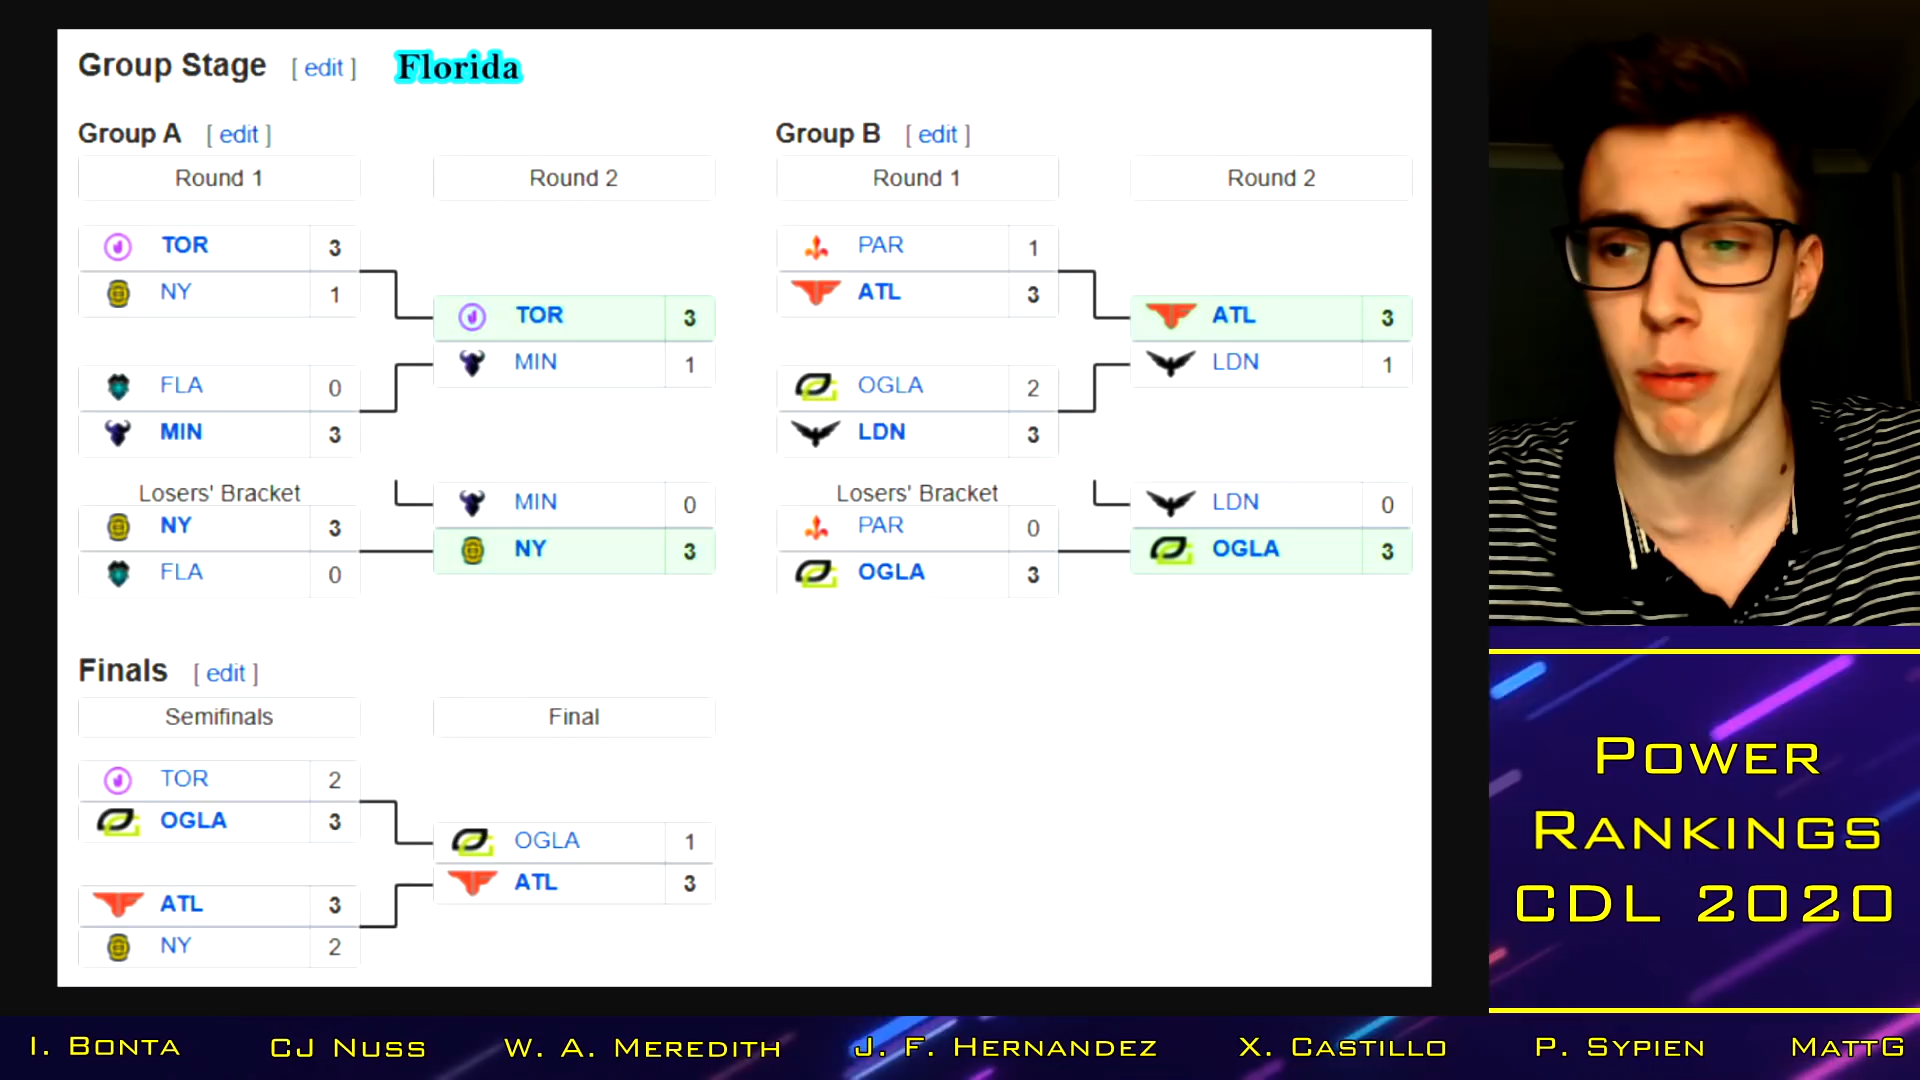 Group Stage [ edit ] Florida
Group A [ edit ]
Round 1
Round 2
TOR 3
NY 1
FLA 0
MIN 3
TOR 3
MIN 1
Losers' Bracket
NY 3
FLA 0
MIN 0
NY 3
Group B [ edit ]
Round 1
Round 2
PAR 1
ATL 3
OGLA 2
LDN 3
ATL 3
LDN 1
Losers' Bracket
PAR 0
OGLA 3
LDN 0
OGLA 3
Finals [ edit ]
Semifinals
Final
TOR 2
OGLA 3
ATL 3
NY 2
OGLA 1
ATL 3
POWER
RANKINGS
CDL 2020
I. BONTA CJ NUSS W. A. MEREDITH J. F. HERNANDEZ X. CASTILLO P. SYPIEN MATTG